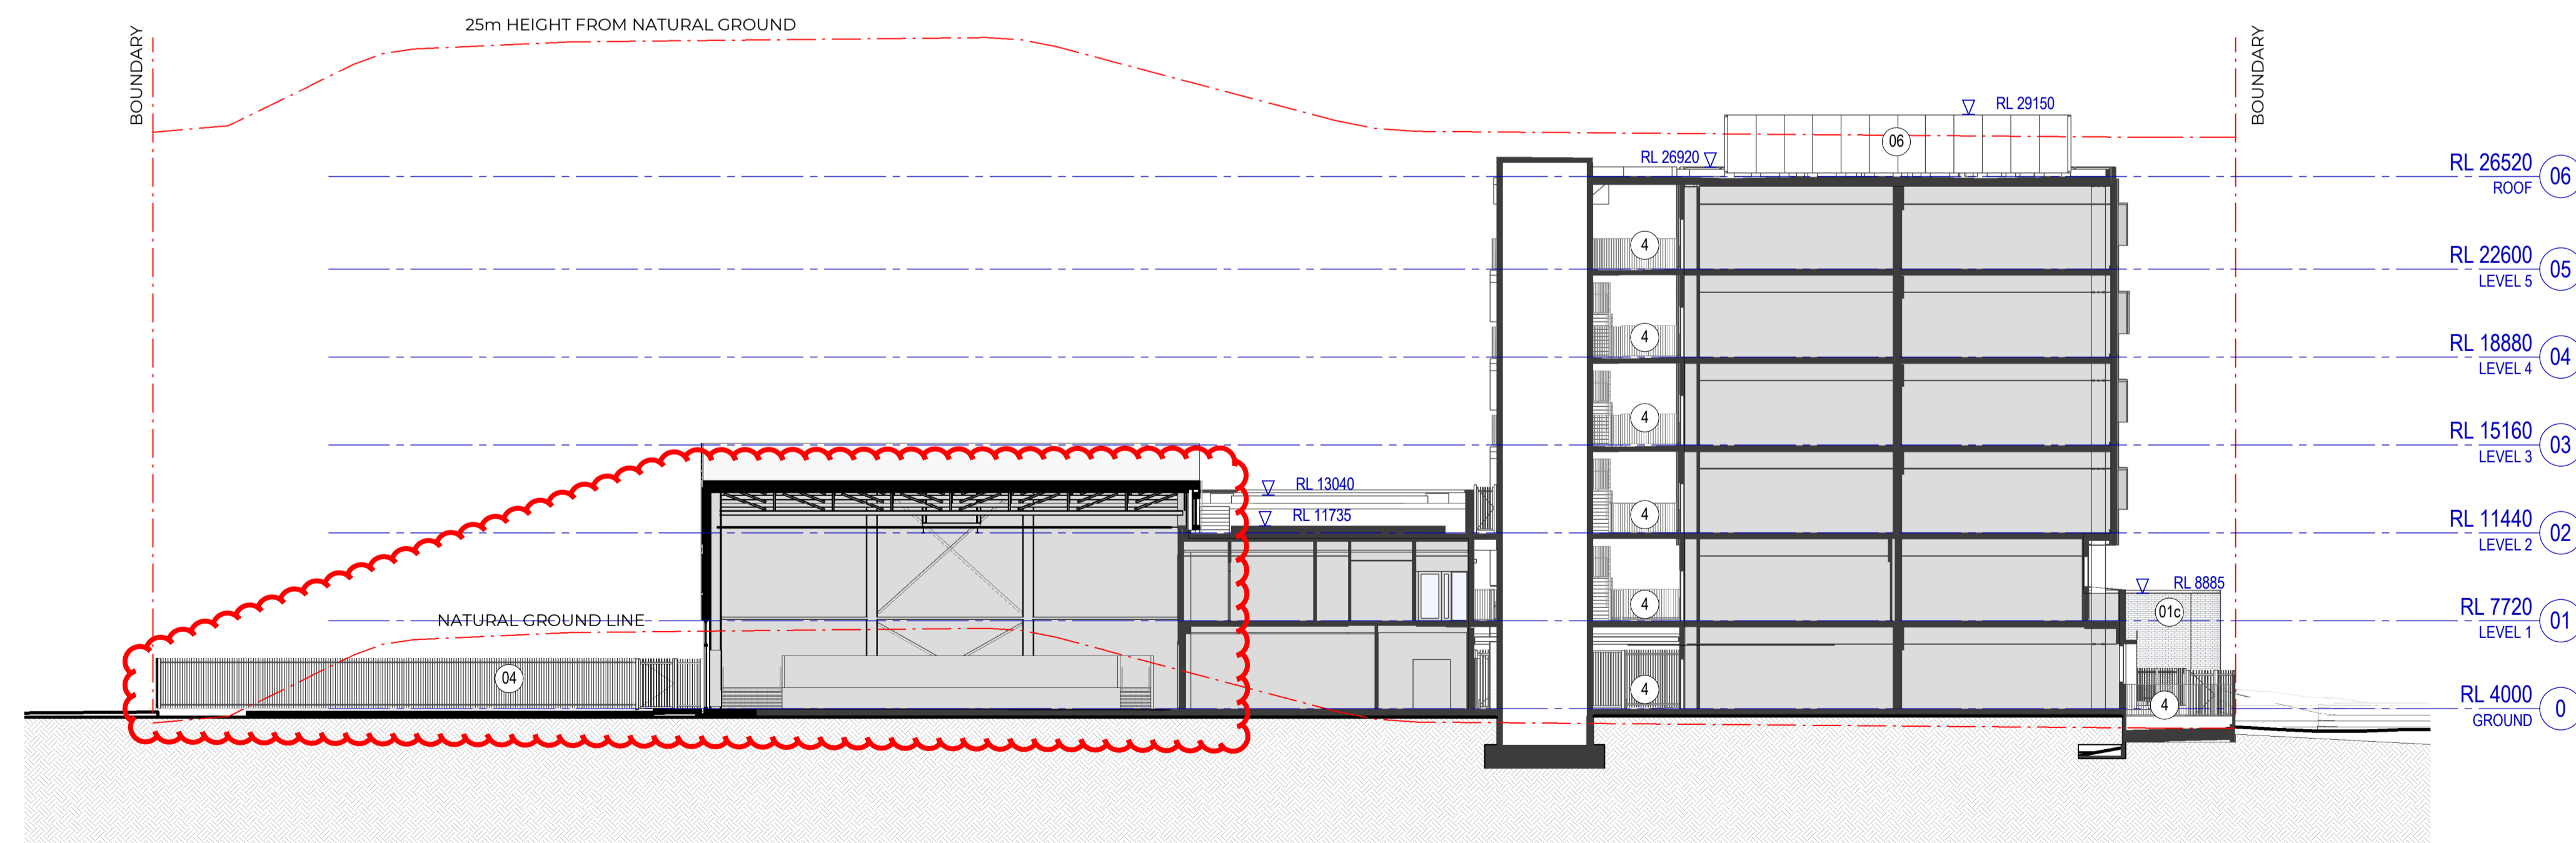 25m HEIGHT FROM NATURAL GROUND
BOUNDARY
BOUNDARY
RL 29150
06
RL 26920
RL 26520
ROOF
06
4
RL 22600
LEVEL 5
05
4
RL 18880
LEVEL 4
04
4
RL 15160
LEVEL 3
03
RL 13040
RL 11735
4
RL 11440
LEVEL 2
02
RL 8885
4
01c
NATURAL GROUND LINE
RL 7720
LEVEL 1
01
04
4
4
RL 4000
GROUND
0